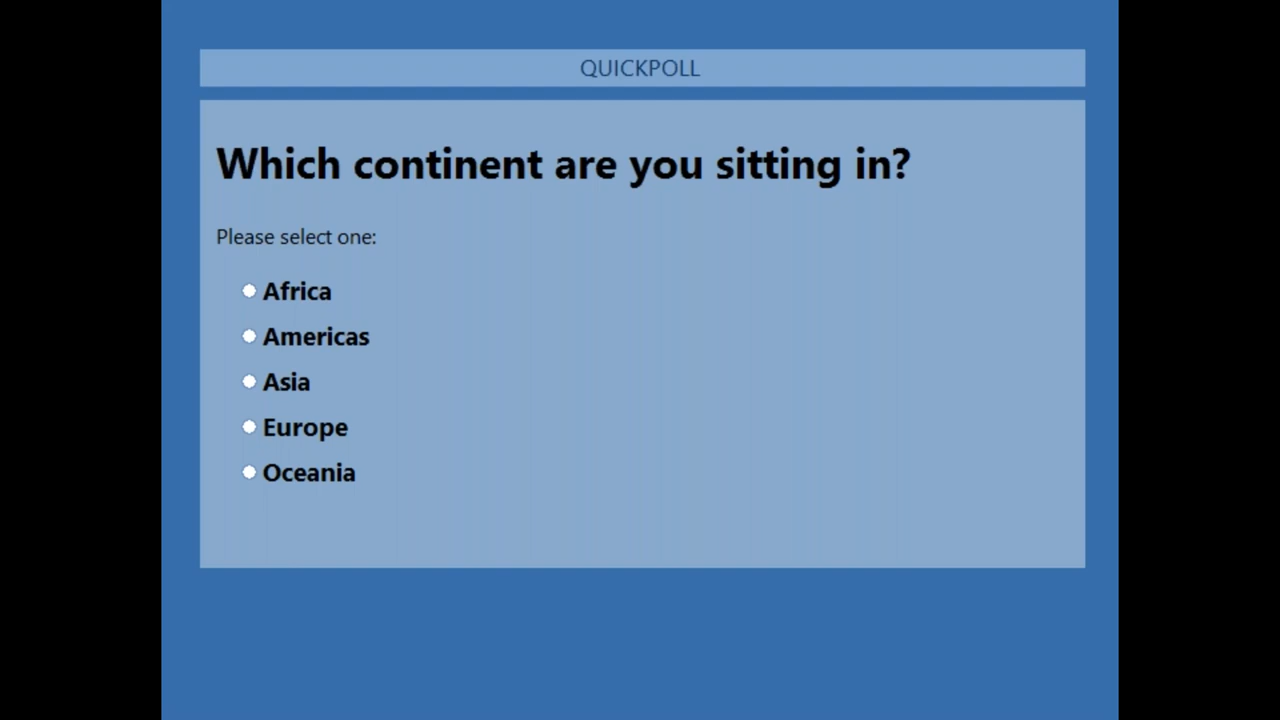 QUICKPOLL
Which continent are you sitting in?
Please select one:
Africa
Americas
Asia
Europe
Oceania